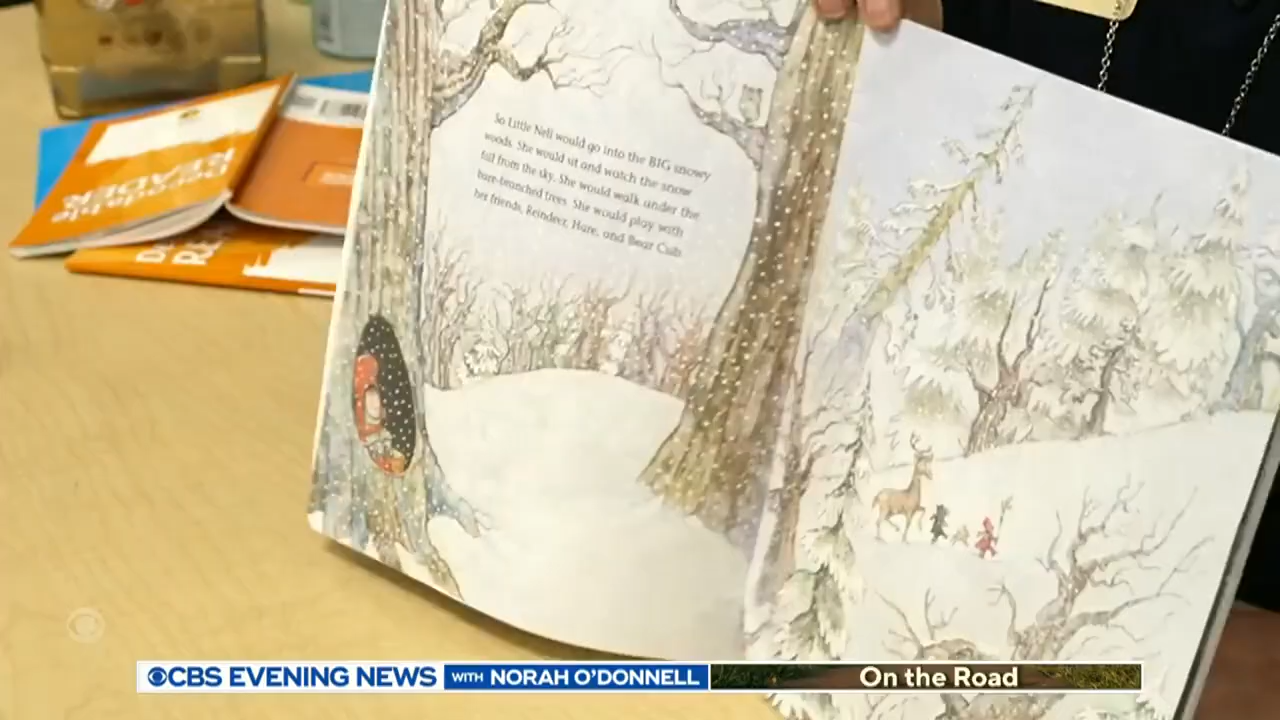 So Little Nell would go into the BIG snowy
woods. She would sit and watch the snow
fall from the sky. She would walk under the
bare-branched trees. She would play with
her friends, Reindeer, Hare, and Bear Cub.
READER
CBS EVENING NEWS WITH NORAH O'DONNELL
On the Road